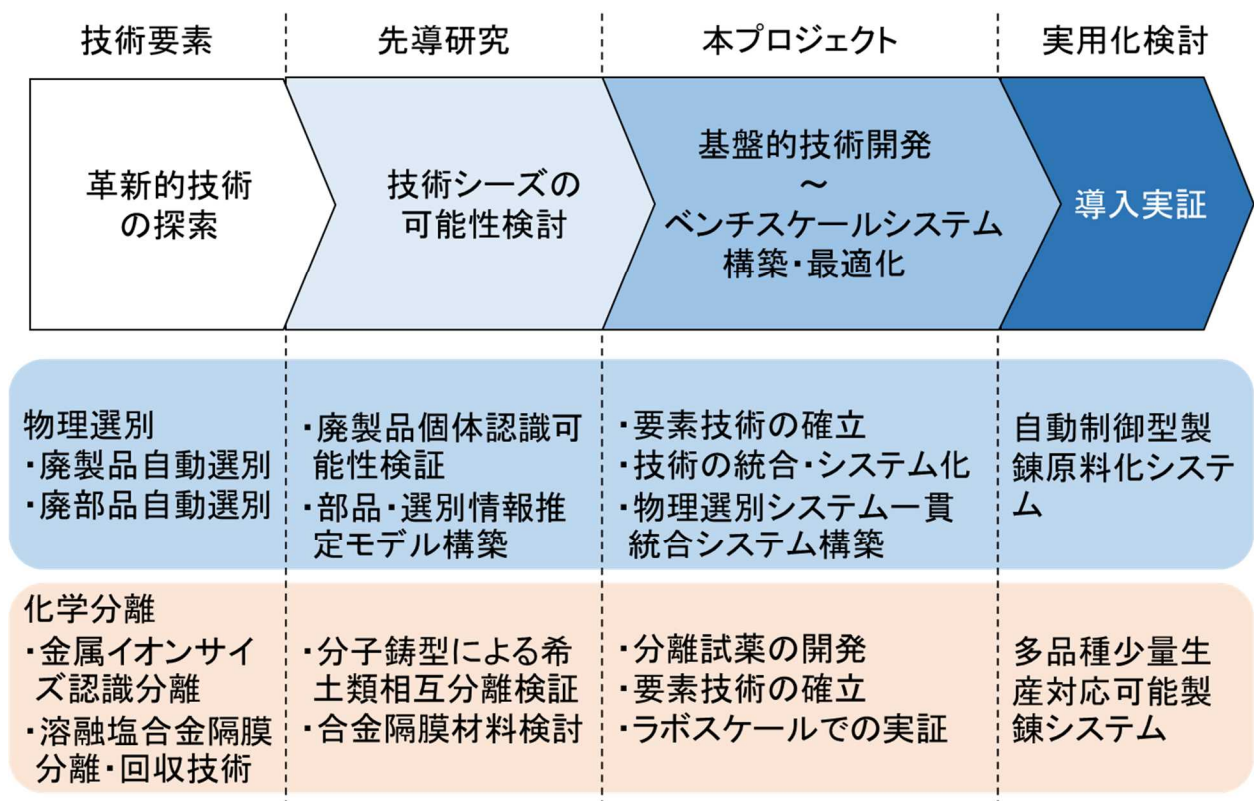 技術要素
先導研究
本プロジェクト
実用化検討
革新的技術
の探索
技術シーズの
可能性検討
基盤的技術開発
~
ベンチスケールシステム
構築・最適化
導入実証
物理選別
・廃製品自動選別
・廃部品自動選別
・廃製品個体認識可
能性検証
・部品・選別情報推
定モデル構築
・要素技術の確立
・技術の統合・システム化
・物理選別システム一貫
統合システム構築
自動制御型製
錬原料化システ
ム
化学分離
・金属イオンサイ
ズ認識分離
・溶融塩合金隔膜
分離・回収技術
・分子鋳型による希
土類相互分離検証
・合金隔膜材料検討
・分離試薬の開発
・要素技術の確立
・ラボスケールでの実証
多品種少量生
産対応可能製
錬システム